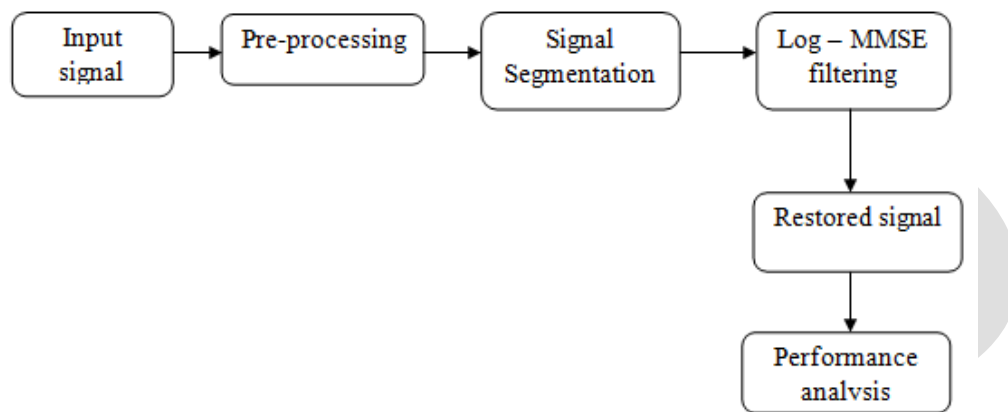 Input
signal
Pre-processing
Signal
Segmentation
Log – MMSE
filtering
Restored signal
Performance
analysis